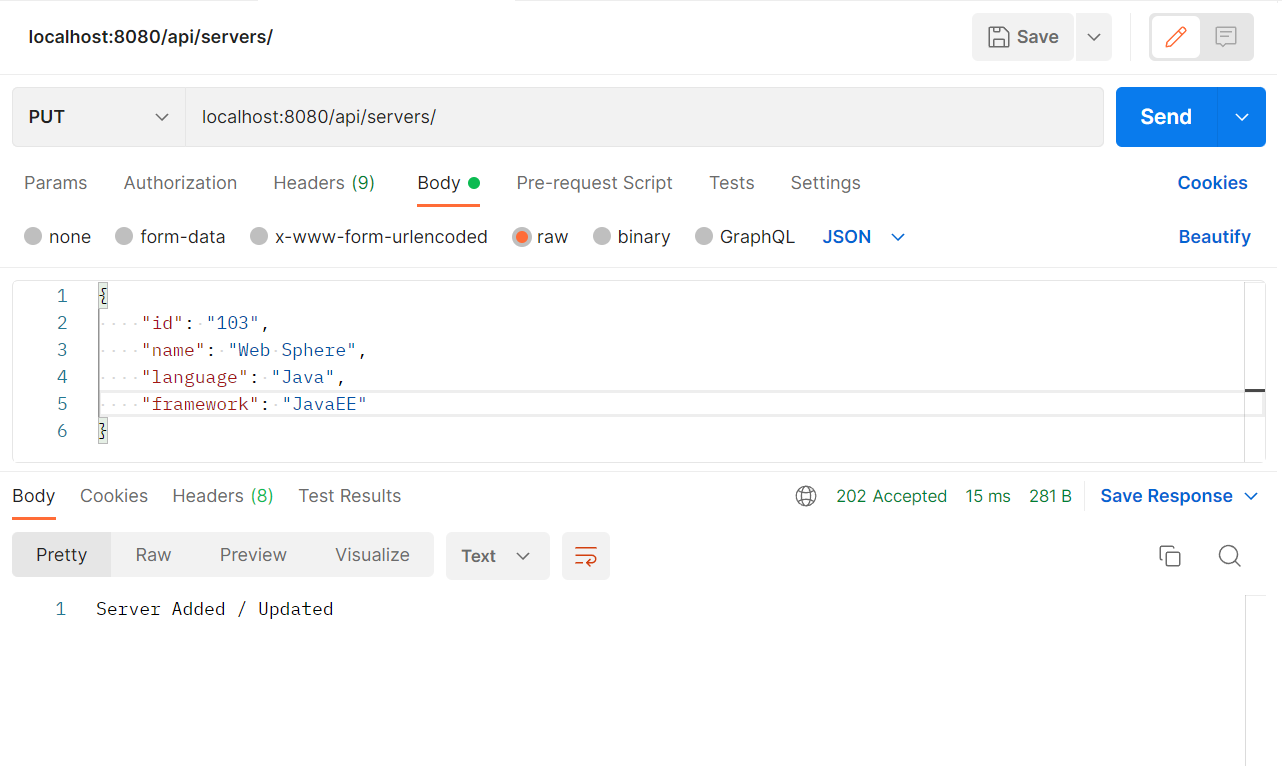 localhost:8080/api/servers/
Save
PUT
localhost:8080/api/servers/
Send
Params Authorization Headers (9) Body Pre-request Script Tests Settings Cookies
none form-data x-www-form-urlencoded raw binary GraphQL JSON Beautify
1 {
2 "id": "103",
3 "name": "Web Sphere",
4 "language": "Java",
5 "framework": "JavaEE"
6 }
Body Cookies Headers (8) Test Results 202 Accepted 15 ms 281 B Save Response
Pretty Raw Preview Visualize Text
1 Server Added / Updated